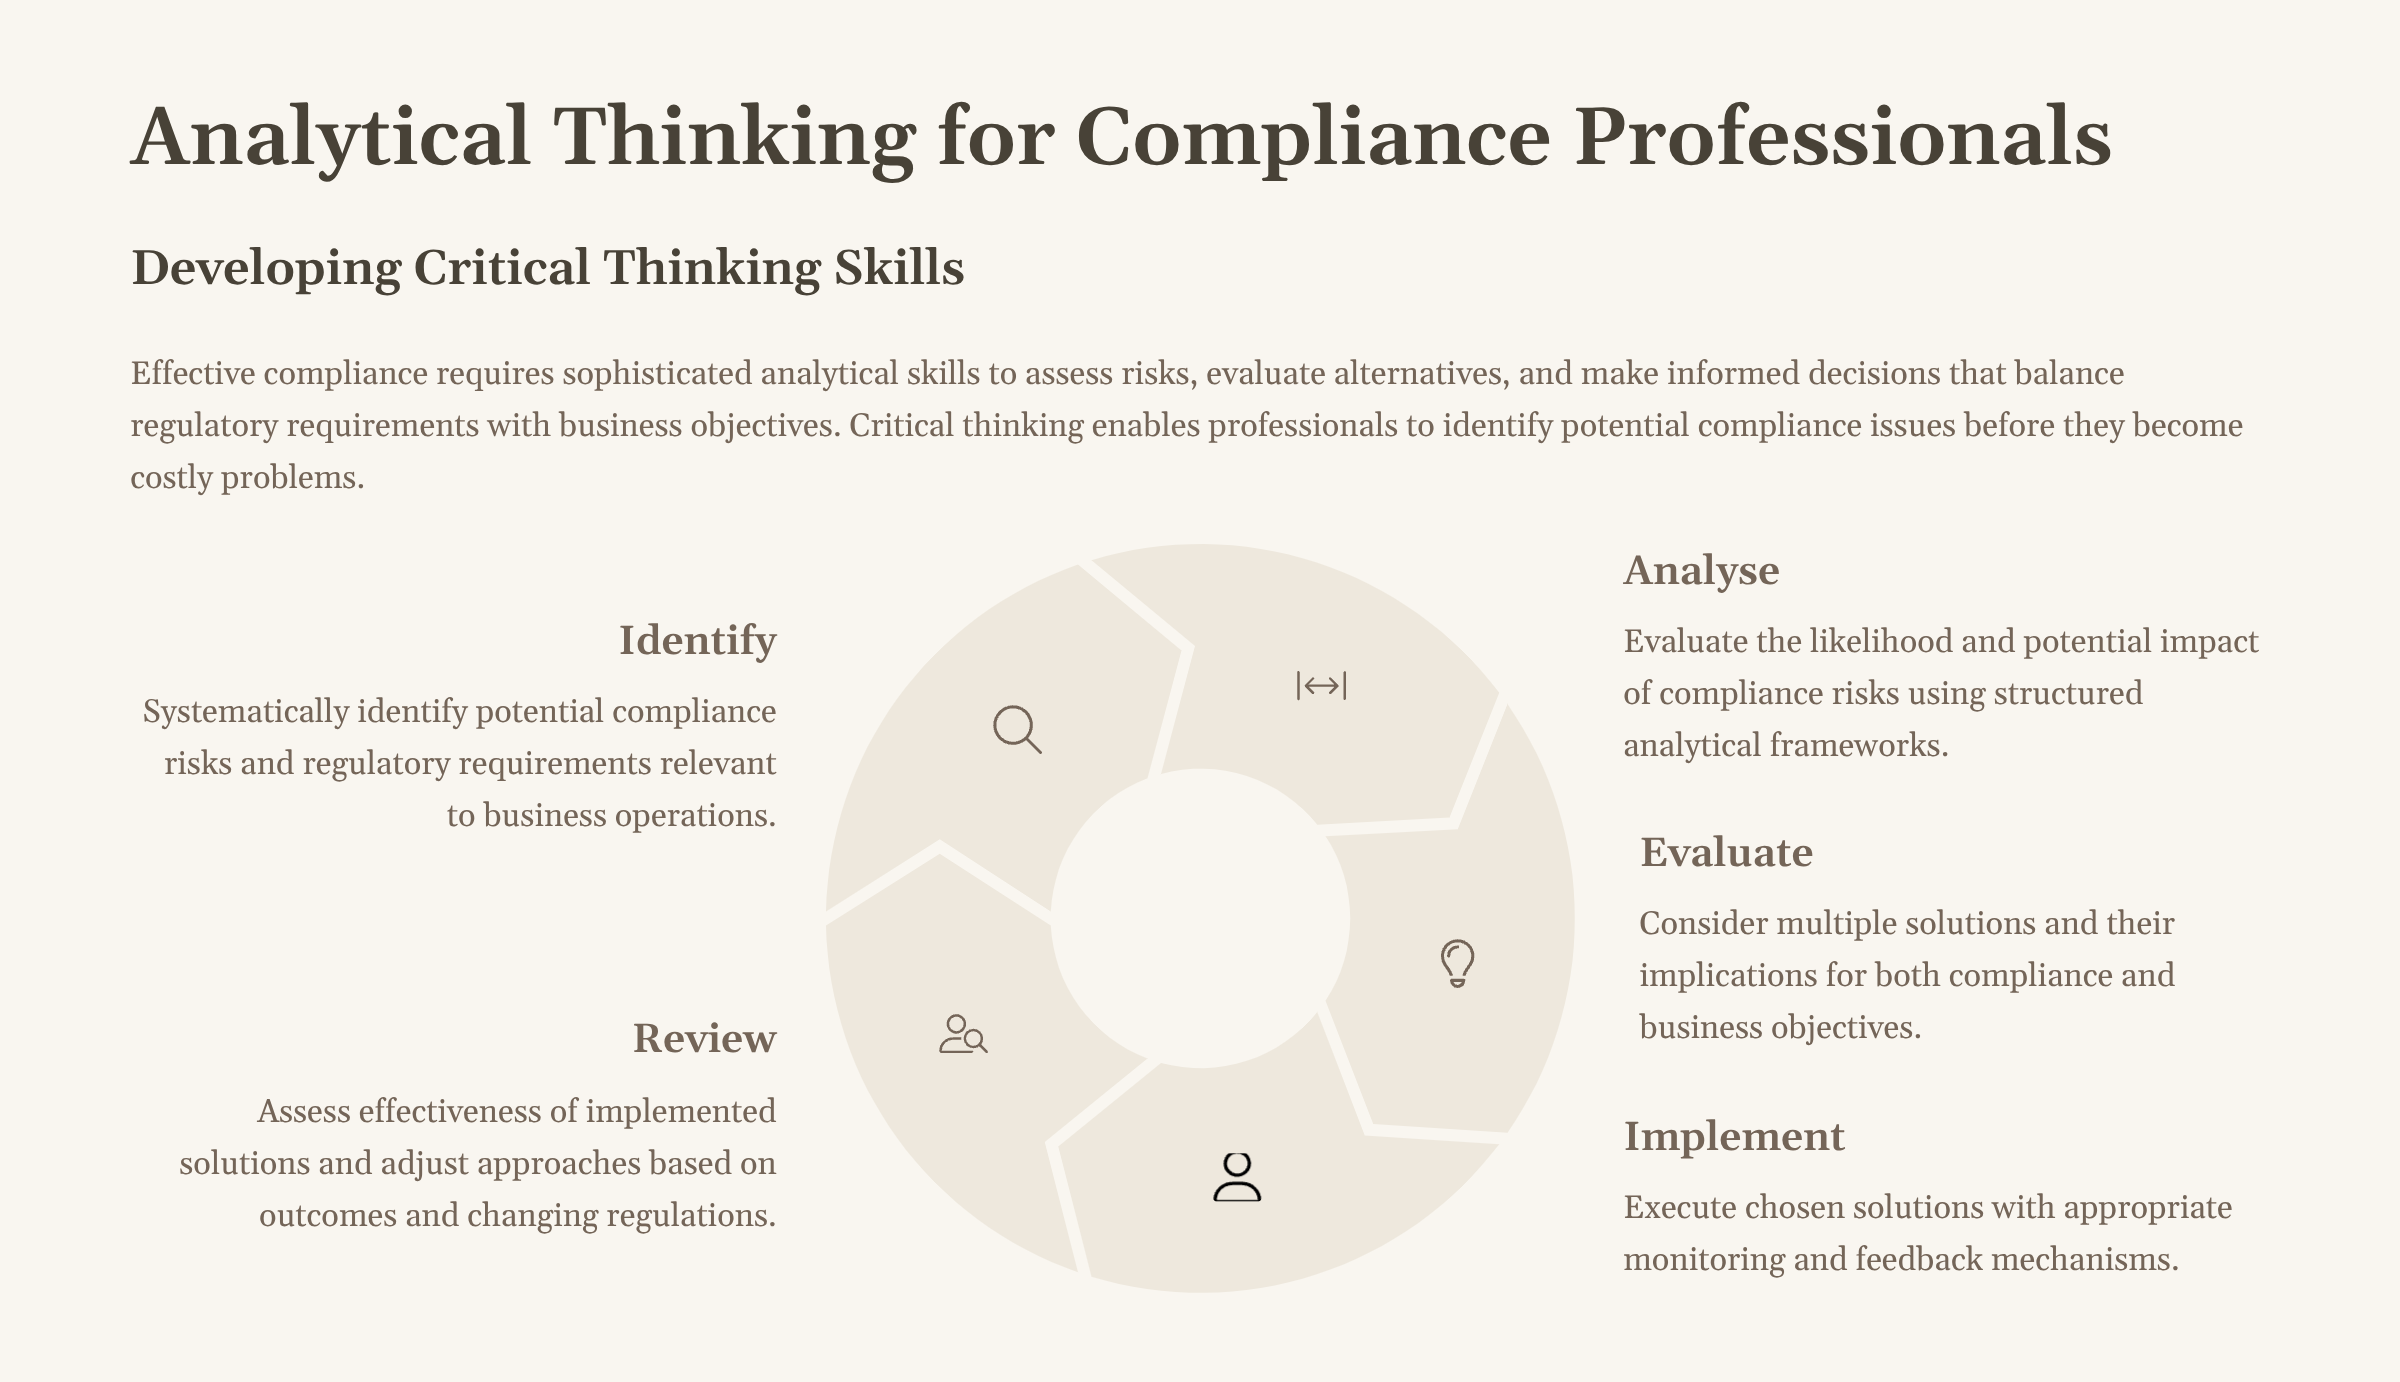 Analytical Thinking for Compliance Professionals
Developing Critical Thinking Skills
Effective compliance requires sophisticated analytical skills to assess risks, evaluate alternatives, and make informed decisions that balance
regulatory requirements with business objectives. Critical thinking enables professionals to identify potential compliance issues before they become
costly problems.
Identify
Systematically identify potential compliance
risks and regulatory requirements relevant
to business operations.
Analyse
Evaluate the likelihood and potential impact
of compliance risks using structured
analytical frameworks.
Evaluate
Consider multiple solutions and their
implications for both compliance and
business objectives.
Implement
Execute chosen solutions with appropriate
monitoring and feedback mechanisms.
Review
Assess effectiveness of implemented
solutions and adjust approaches based on
outcomes and changing regulations.